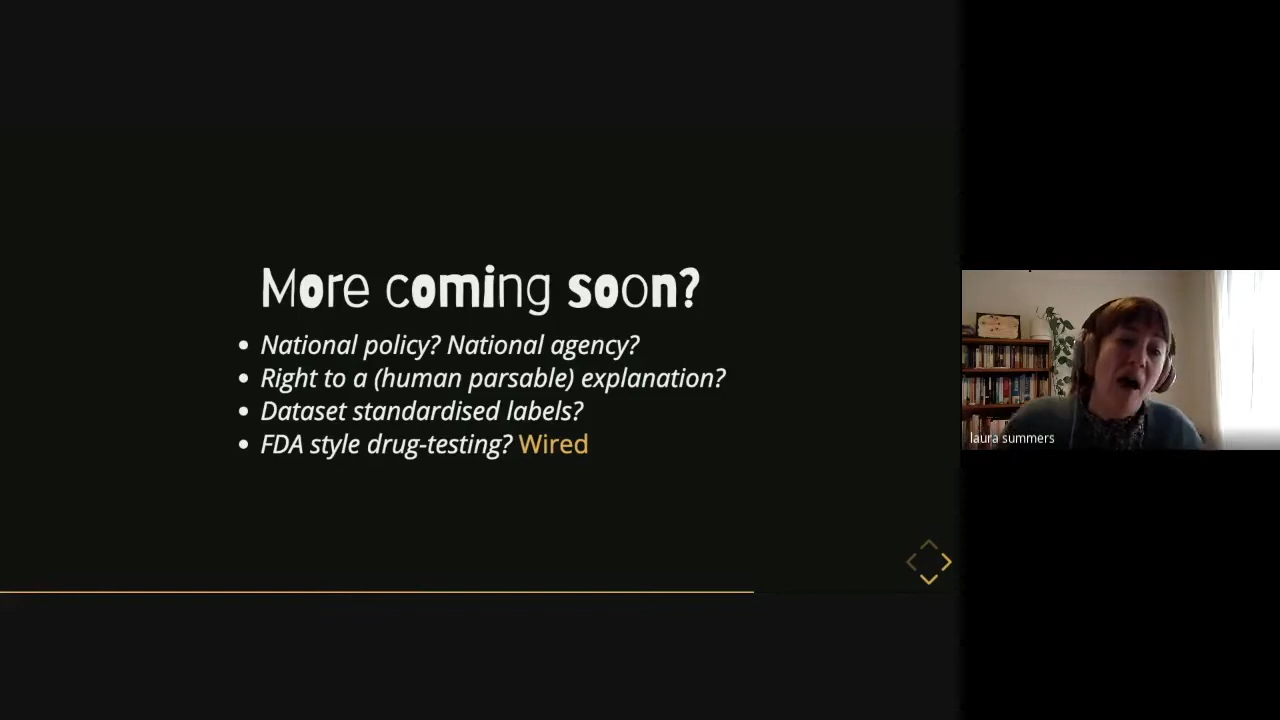 More coming soon?
National policy? National agency?
Right to a (human parsable) explanation?
Dataset standardised labels?
FDA style drug-testing? Wired
laura summers